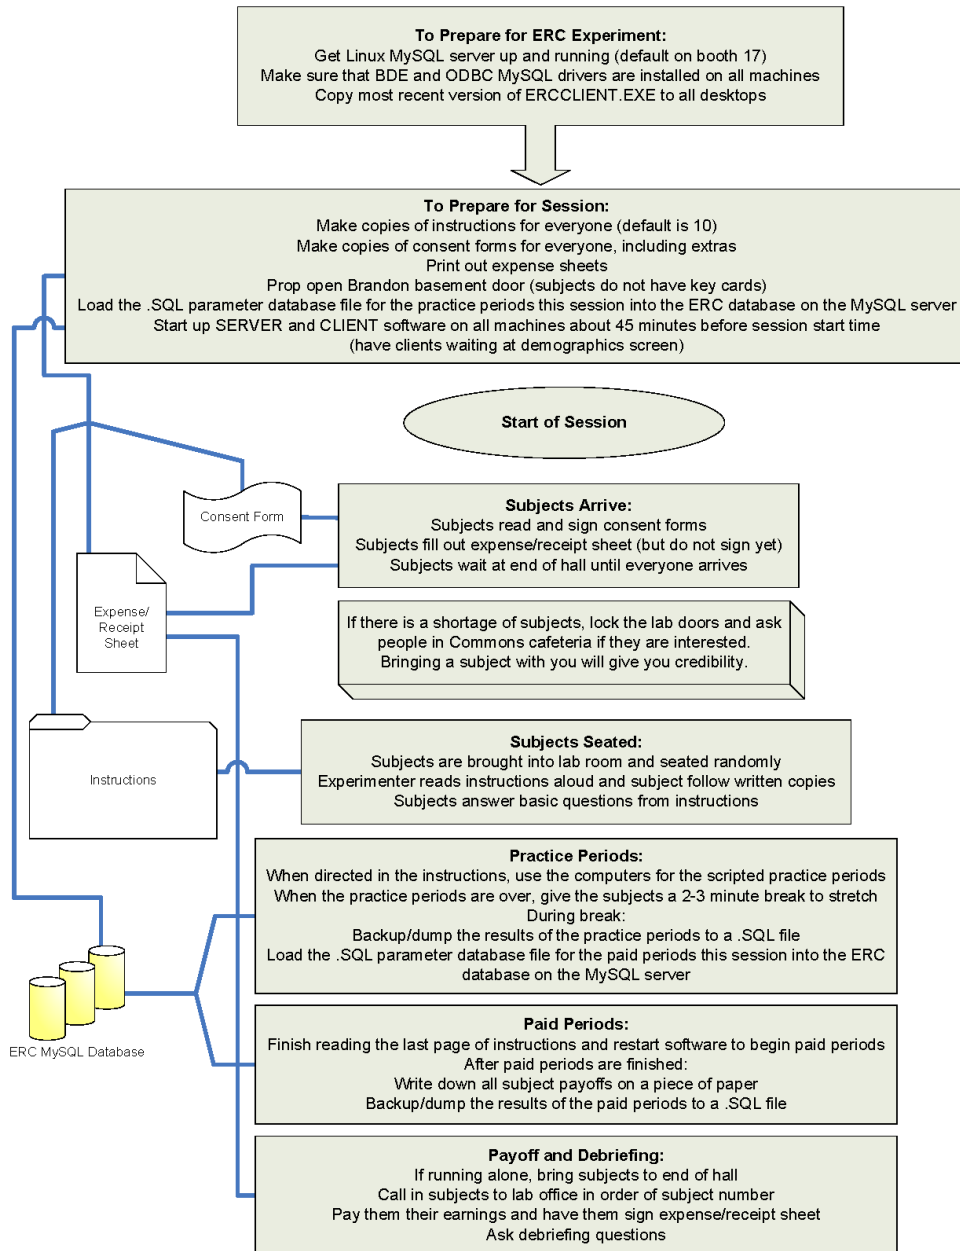 To Prepare for ERC Experiment:
Get Linux MySQL server up and running (default on booth 17)
Make sure that BDE and ODBC MySQL drivers are installed on all machines
Copy most recent version of ERCCLIENT.EXE to all desktops
To Prepare for Session:
Make copies of instructions for everyone (default is 10)
Make copies of consent forms for everyone, including extras
Print out expense sheets
Prop open Brandon basement door (subjects do not have key cards)
Load the .SQL parameter database file for the practice periods this session into the ERC database on the MySQL server
Start up SERVER and CLIENT software on all machines about 45 minutes before session start time
(have clients waiting at demographics screen)
Start of Session
Consent Form
Subjects Arrive:
Subjects read and sign consent forms
Subjects fill out expense/receipt sheet (but do not sign yet)
Subjects wait at end of hall until everyone arrives
Expense/
Receipt
Sheet
If there is a shortage of subjects, lock the lab doors and ask
people in Commons cafeteria if they are interested.
Bringing a subject with you will give you credibility.
Instructions
Subjects Seated:
Subjects are brought into lab room and seated randomly
Experimenter reads instructions aloud and subject follow written copies
Subjects answer basic questions from instructions
Practice Periods:
When directed in the instructions, use the computers for the scripted practice periods
When the practice periods are over, give the subjects a 2-3 minute break to stretch
During break:
Backup/dump the results of the practice periods to a .SQL file
Load the .SQL parameter database file for the paid periods this session into the ERC
database on the MySQL server
ERC MySQL Database
Paid Periods:
Finish reading the last page of instructions and restart software to begin paid periods
After paid periods are finished:
Write down all subject payoffs on a piece of paper
Backup/dump the results of the paid periods to a .SQL file
Payoff and Debriefing:
If running alone, bring subjects to end of hall
Call in subjects to lab office in order of subject number
Pay them their earnings and have them sign expense/receipt sheet
Ask debriefing questions